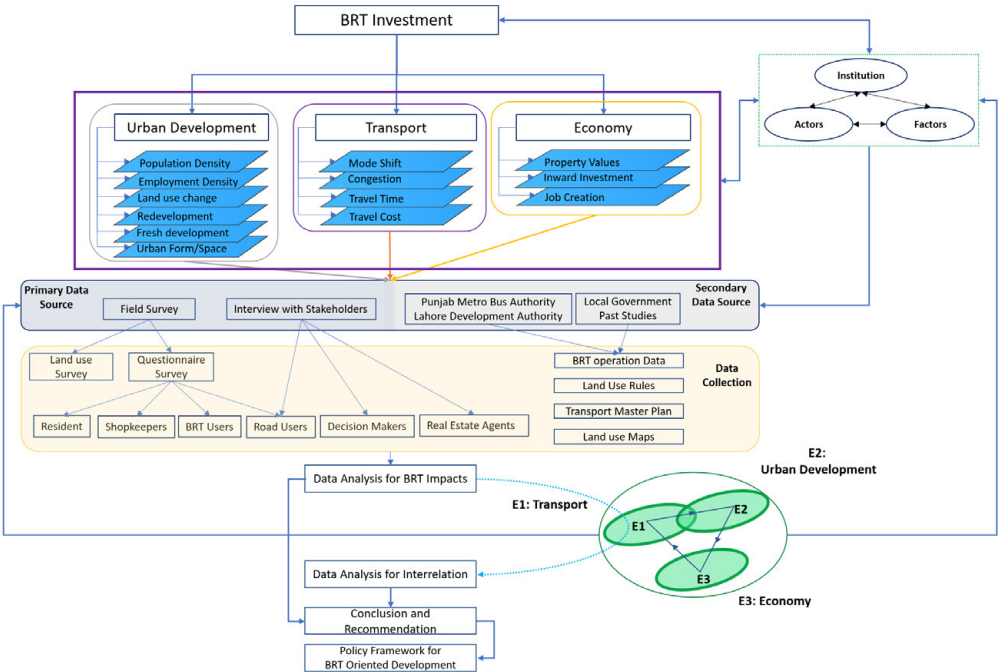 BRT Investment
Institution
Actors
Factors
Urban Development
Transport
Economy
Population Density
Employment Density
Land use change
Redevelopment
Fresh development
Urban Form/Space
Mode Shift
Congestion
Travel Time
Travel Cost
Property Values
Inward Investment
Job Creation
Primary Data
Source
Field Survey
Interview with Stakeholders
Punjab Metro Bus Authority
Lahore Development Authority
Local Government
Past Studies
Secondary
Data Source
Land use
Survey
Questionnaire
Survey
BRT operation Data
Land Use Rules
Transport Master Plan
Land use Maps
Data
Collection
Resident
Shopkeepers
BRT Users
Road Users
Decision Makers
Real Estate Agents
Data Analysis for BRT Impacts
E2:
Urban Development
E1: Transport
E1
E2
E3
E3: Economy
Data Analysis for Interrelation
Conclusion and
Recommendation
Policy Framework for
BRT Oriented Development